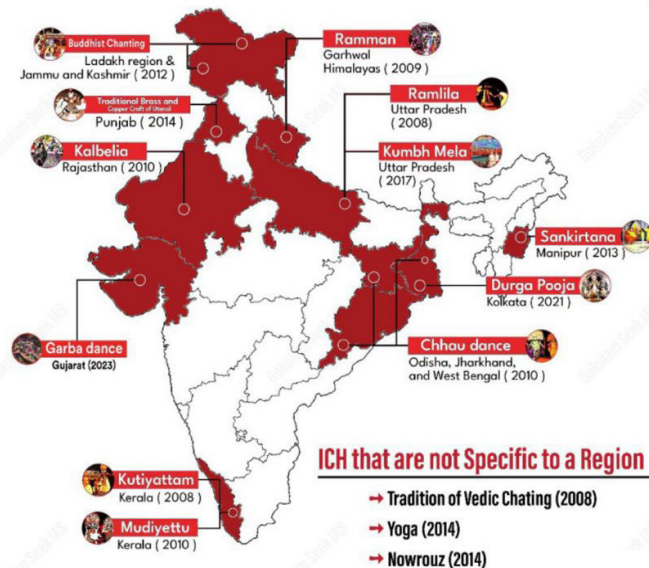 Buddhist Chanting
Ladakh region &
Jammu and Kashmir ( 2012 )
Ramman
Garhwal
Himalayas ( 2009 )
Traditional Brass and
Copper Craft of Utensil
Punjab ( 2014 )
Ramlila
Uttar Pradesh
(2008)
Kalbelia
Rajasthan ( 2010 )
Kumbh Mela
Uttar Pradesh
(2017)
Sankirtana
Manipur ( 2013 )
Durga Pooja
Kolkata ( 2021 )
Garba dance
Gujarat (2023)
Chhau dance
Odisha, Jharkhand,
and West Bengal ( 2010 )
ICH that are not Specific to a Region
Kutiyattam
Kerala ( 2008 )
Mudiyettu
Kerala ( 2010 )
→ Tradition of Vedic Chating (2008)
→ Yoga (2014)
→ Nowrouz (2014)